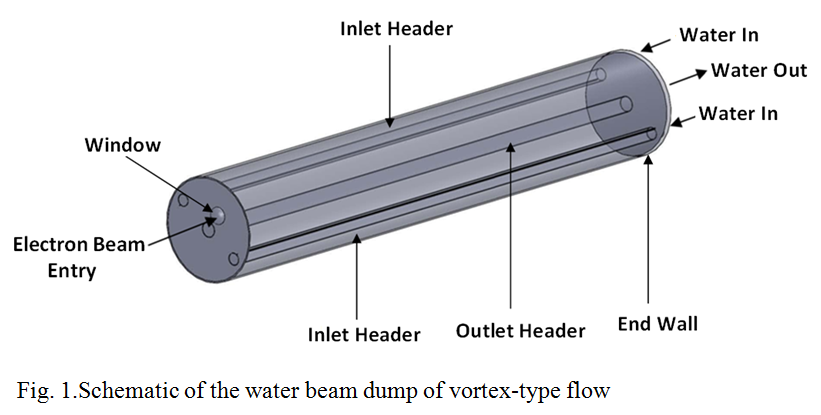 Inlet Header
Water In
Water Out
Water In
Window
Electron Beam
Entry
Inlet Header
Outlet Header
End Wall
Fig. 1.Schematic of the water beam dump of vortex-type flow